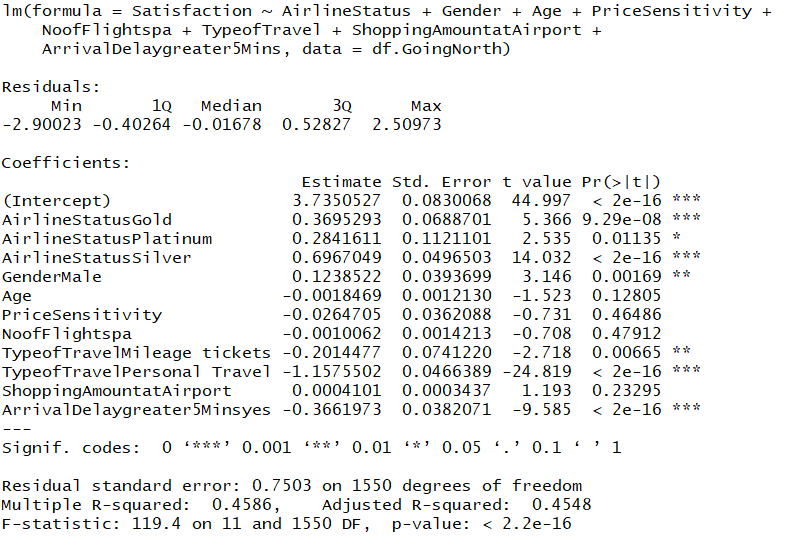 lm(formula = Satisfaction ~ AirlineStatus + Gender + Age + PriceSensitivity +
    NoofFlightspa + TypeofTravel + ShoppingAmountatAirport +
    ArrivalDelaygreater5Mins, data = df.GoingNorth)

Residuals:
     Min       1Q   Median       3Q      Max
-2.90023 -0.40264 -0.01678  0.52827  2.50973

Coefficients:
                              Estimate Std. Error t value Pr(>|t|)
(Intercept)                  3.7350527  0.0830068  44.997  < 2e-16 ***
AirlineStatusGold            0.3695293  0.0688701   5.366 9.29e-08 ***
AirlineStatusPlatinum        0.2841611  0.1121101   2.535  0.01135 *
AirlineStatusSilver          0.6967049  0.0496503  14.032  < 2e-16 ***
GenderMale                   0.1238522  0.0393699   3.146  0.00169 **
Age                         -0.0018469  0.0012130  -1.523  0.12805
PriceSensitivity            -0.0264705  0.0362088  -0.731  0.46486
NoofFlightspa               -0.0010062  0.0014213  -0.708  0.47912
TypeofTravelMileage tickets -0.2014477  0.0741220  -2.718  0.00665 **
TypeofTravelPersonal Travel -1.1575502  0.0466389 -24.819  < 2e-16 ***
ShoppingAmountatAirport      0.0004101  0.0003437   1.193  0.23295
ArrivalDelaygreater5Minsyes -0.3661973  0.0382071  -9.585  < 2e-16 ***
---
Signif. codes:  0 ‘***’ 0.001 ‘**’ 0.01 ‘*’ 0.05 ‘.’ 0.1 ‘ ’ 1

Residual standard error: 0.7503 on 1550 degrees of freedom
Multiple R-squared:  0.4586,    Adjusted R-squared:  0.4548
F-statistic: 119.4 on 11 and 1550 DF,  p-value: < 2.2e-16